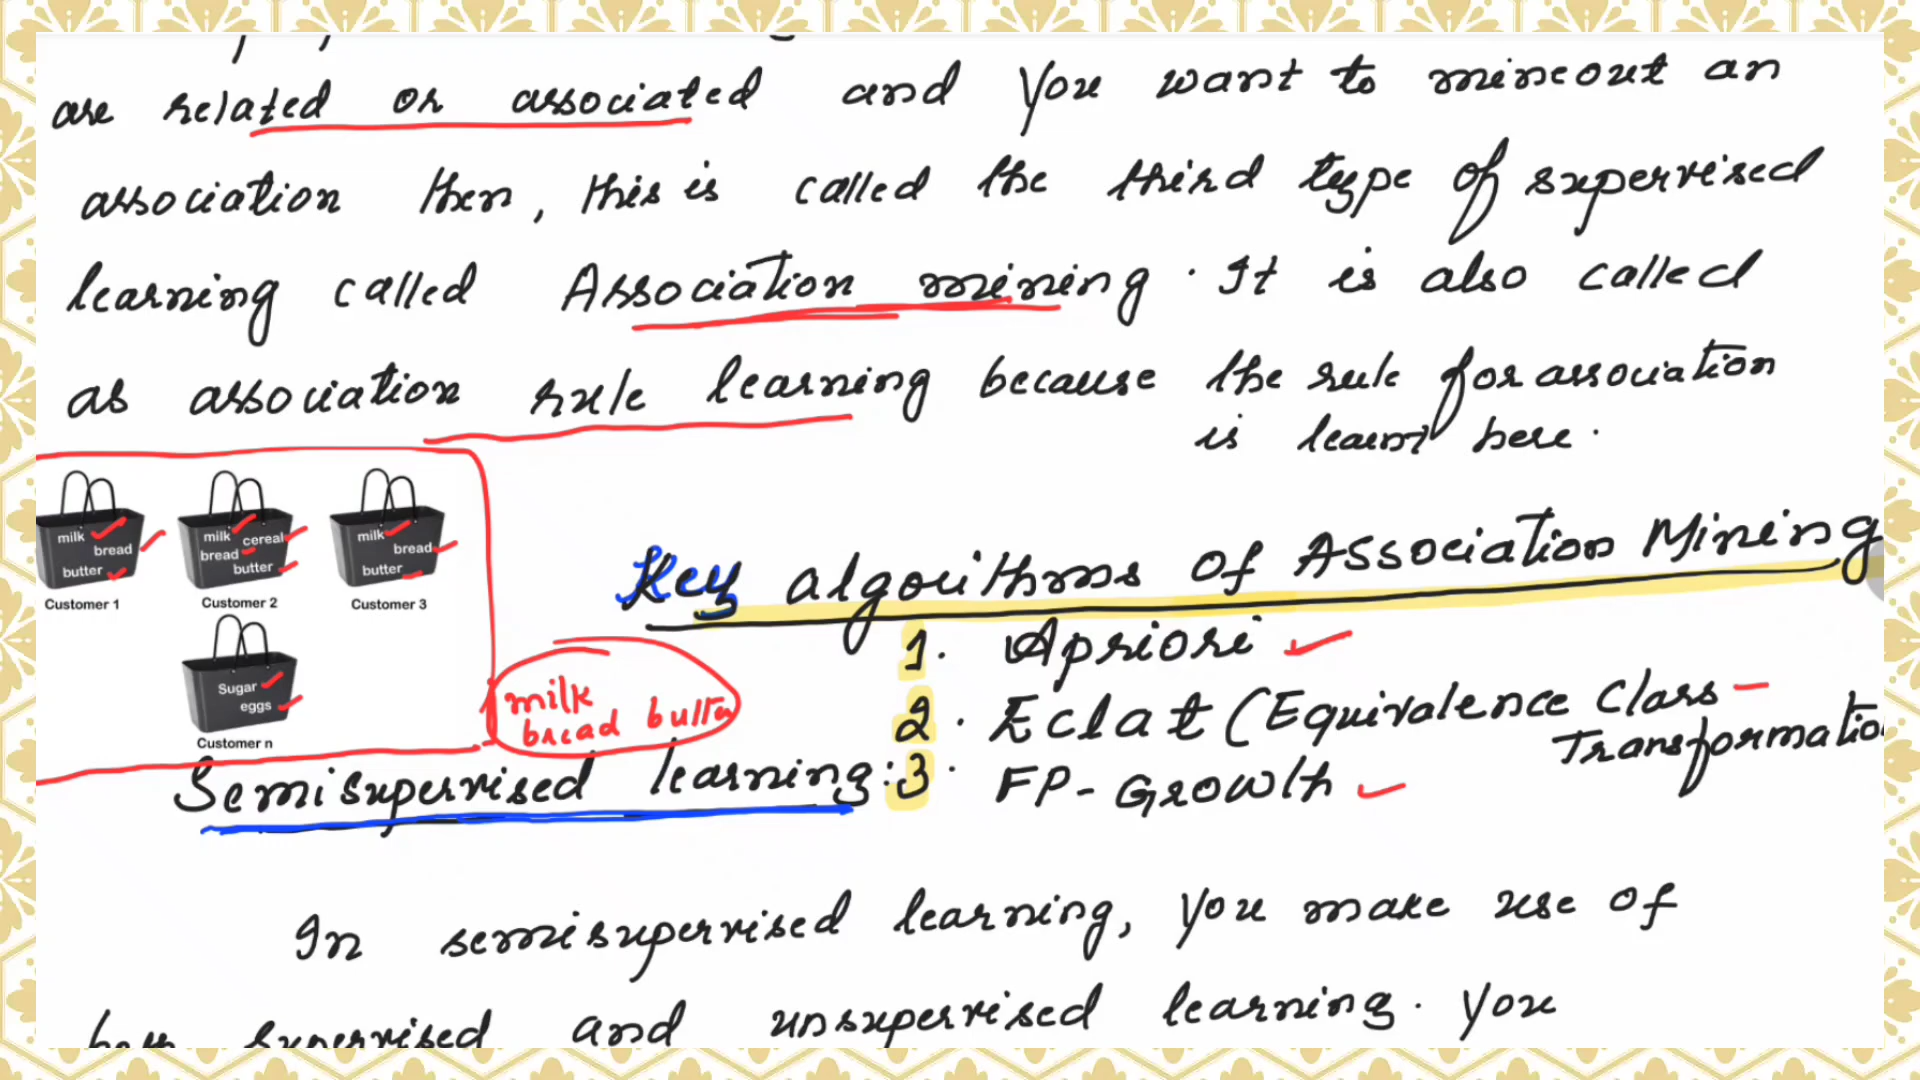 are related or associated and You want to mineout an
association then, this is called the third type of supervised
learning called Association mining. It is also called
as association rule learning because the rule for association
is learnt here.
milk
bread
butter
Customer 1
milk
cereal
bread
butter
Customer 2
milk
bread
butter
Customer 3
Sugar
eggs
Customer n
milk
bread butter
Key algorithms of Association Mining
1. Apriori
2. Eclat (Equivalence Class
Transformatio
3. FP-Growth
Semisupervised learning:
In semisupervised learning, You make use of
supervised and unsupervised learning. You